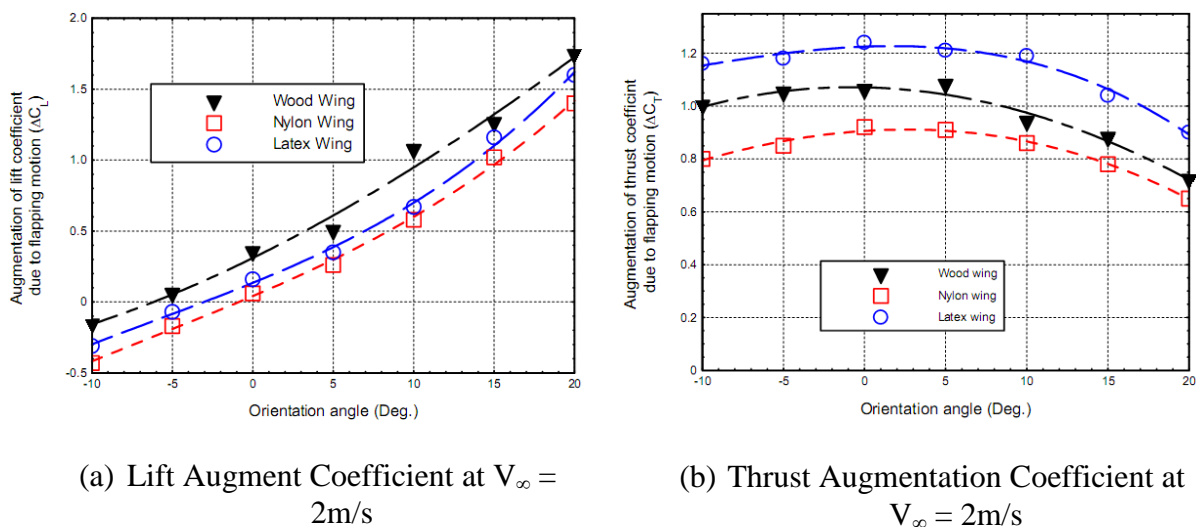 Augmentation of lift coefficient
due to flapping motion (ΔC_L)
2.0
1.5
1.0
0.5
0
-0.5
-10 -5 0 5 10 15 20
Orientation angle (Deg.)
Wood Wing
Nylon Wing
Latex Wing
(a) Lift Augment Coefficient at V∞ =
2m/s
Augmentation of thrust coefficint
due to flapping motion (ΔC_T)
1.2
1.0
0.8
0.6
0.4
0.2
0
-10 -5 0 5 10 15 20
Orientation angle (Deg.)
Wood wing
Nylon wing
Latex wing
(b) Thrust Augmentation Coefficient at
V∞ = 2m/s